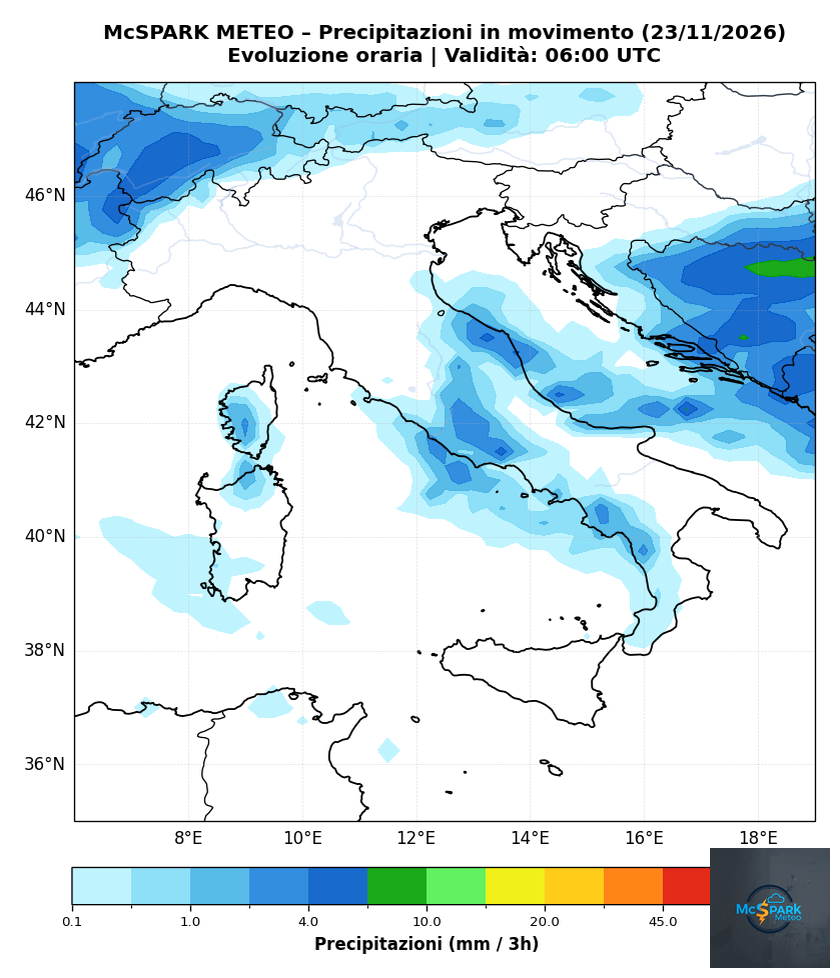 McSPARK METEO – Precipitazioni in movimento (23/11/2026)
Evoluzione oraria | Validità: 06:00 UTC
46°N
44°N
42°N
40°N
38°N
36°N
8°E 10°E 12°E 14°E 16°E 18°E
0.1 1.0 4.0 10.0 20.0 45.0
Precipitazioni (mm / 3h)
McSPARK
Meteo